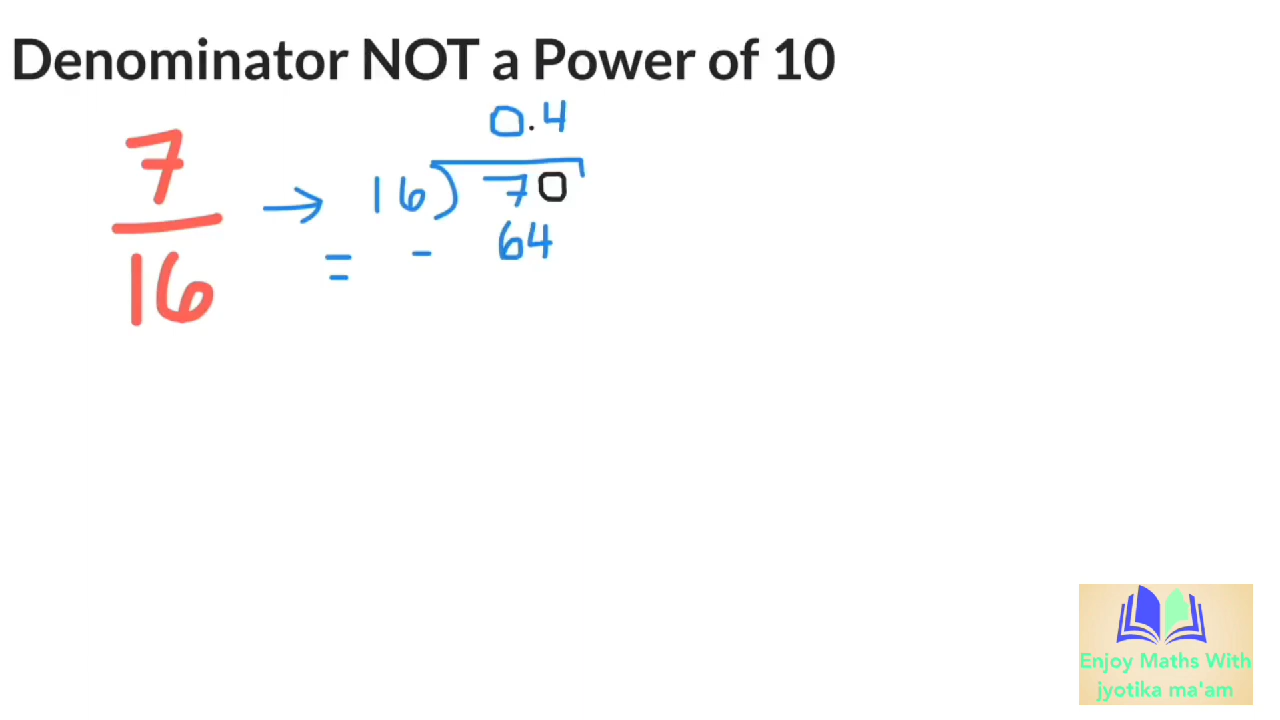 Denominator NOT a Power of 10
7
16
→
=
0.4
16) 70
- 64
Enjoy Maths With
jyotika ma'am